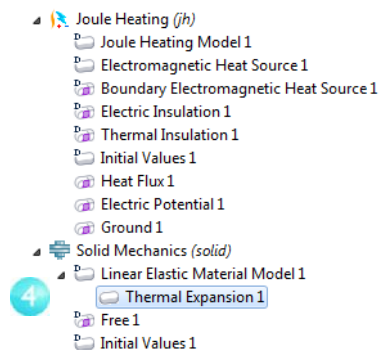 Joule Heating (jh)
D Joule Heating Model 1
D Electromagnetic Heat Source 1
D Boundary Electromagnetic Heat Source 1
D Electric Insulation 1
D Thermal Insulation 1
D Initial Values 1
Heat Flux 1
Electric Potential 1
Ground 1
Solid Mechanics (solid)
D Linear Elastic Material Model 1
4 Thermal Expansion 1
D Free 1
D Initial Values 1